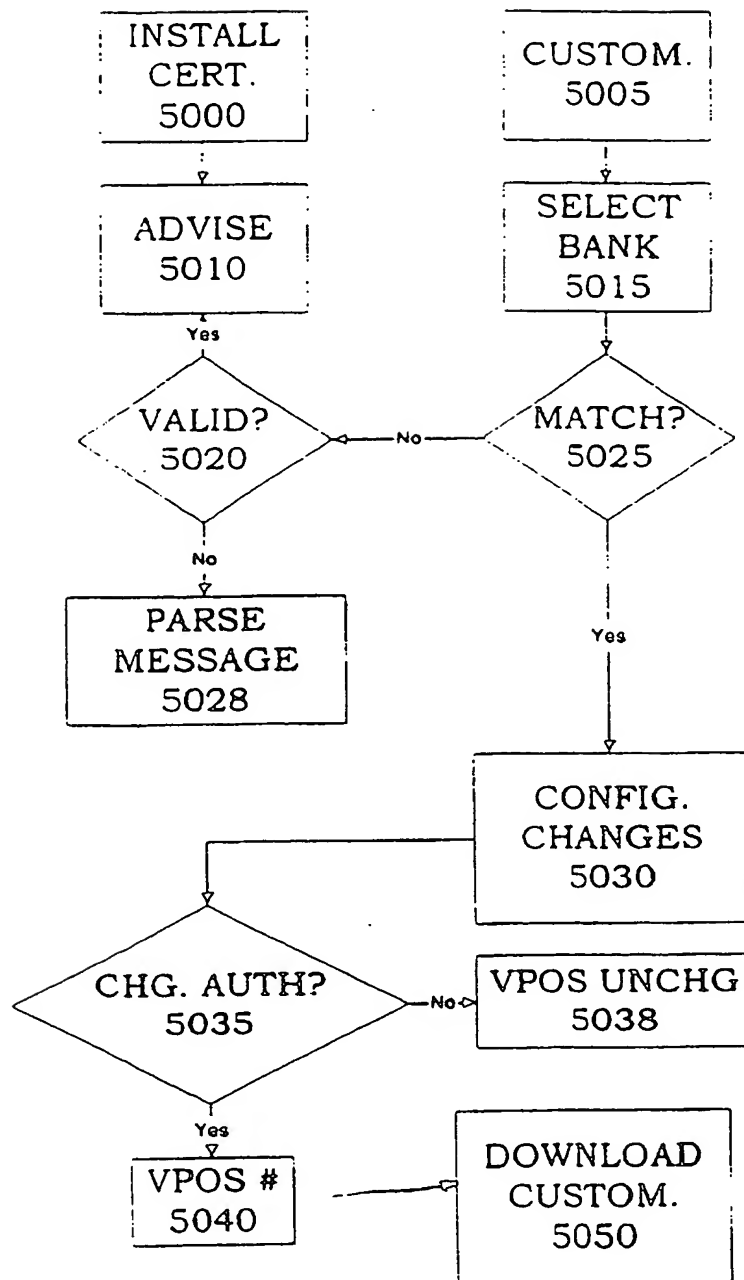 INSTALL
CERT.
5000
CUSTOM.
5005
ADVISE
5010
SELECT
BANK
5015
Yes
VALID?
5020
No
MATCH?
5025
No
PARSE
MESSAGE
5028
Yes
CONFIG.
CHANGES
5030
CHG. AUTH?
5035
No
VPOS UNCHG
5038
Yes
VPOS #
5040
DOWNLOAD
CUSTOM.
5050